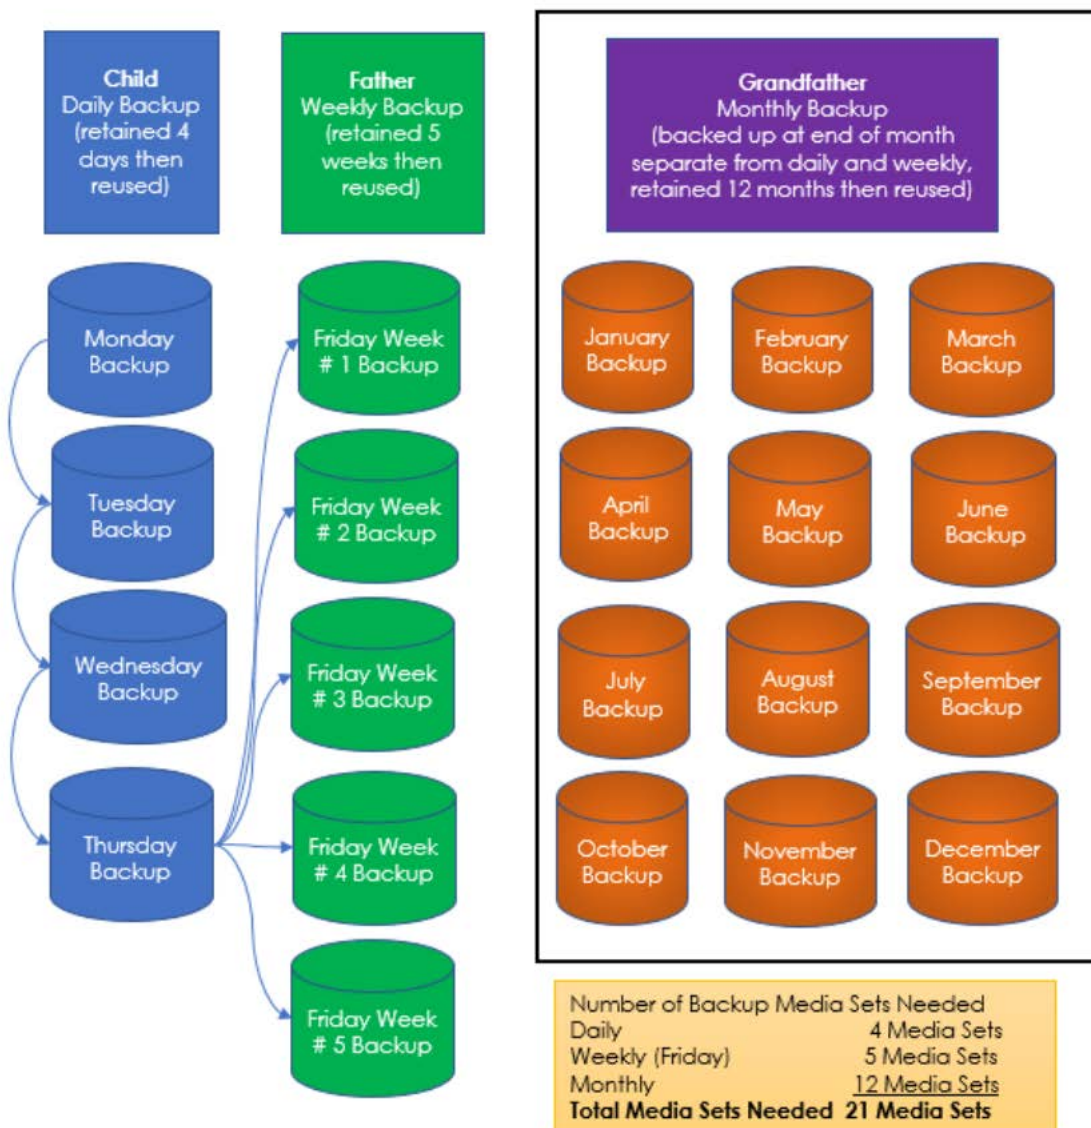 Child
Daily Backup
(retained 4
days then
reused)
Father
Weekly Backup
(retained 5
weeks then
reused)
Grandfather
Monthly Backup
(backed up at end of month
separate from daily and weekly,
retained 12 months then reused)
Monday
Backup
Tuesday
Backup
Wednesday
Backup
Thursday
Backup
Friday Week
# 1 Backup
Friday Week
# 2 Backup
Friday Week
# 3 Backup
Friday Week
# 4 Backup
Friday Week
# 5 Backup
January
Backup
February
Backup
March
Backup
April
Backup
May
Backup
June
Backup
July
Backup
August
Backup
September
Backup
October
Backup
November
Backup
December
Backup
Number of Backup Media Sets Needed
Daily 4 Media Sets
Weekly (Friday) 5 Media Sets
Monthly 12 Media Sets
Total Media Sets Needed 21 Media Sets